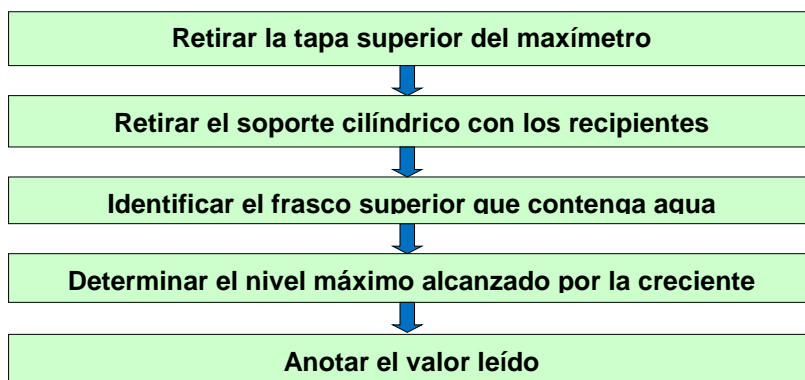 Retirar la tapa superior del maxímetro
Retirar el soporte cilíndrico con los recipientes
Identificar el frasco superior que contenga agua
Determinar el nivel máximo alcanzado por la creciente
Anotar el valor leído